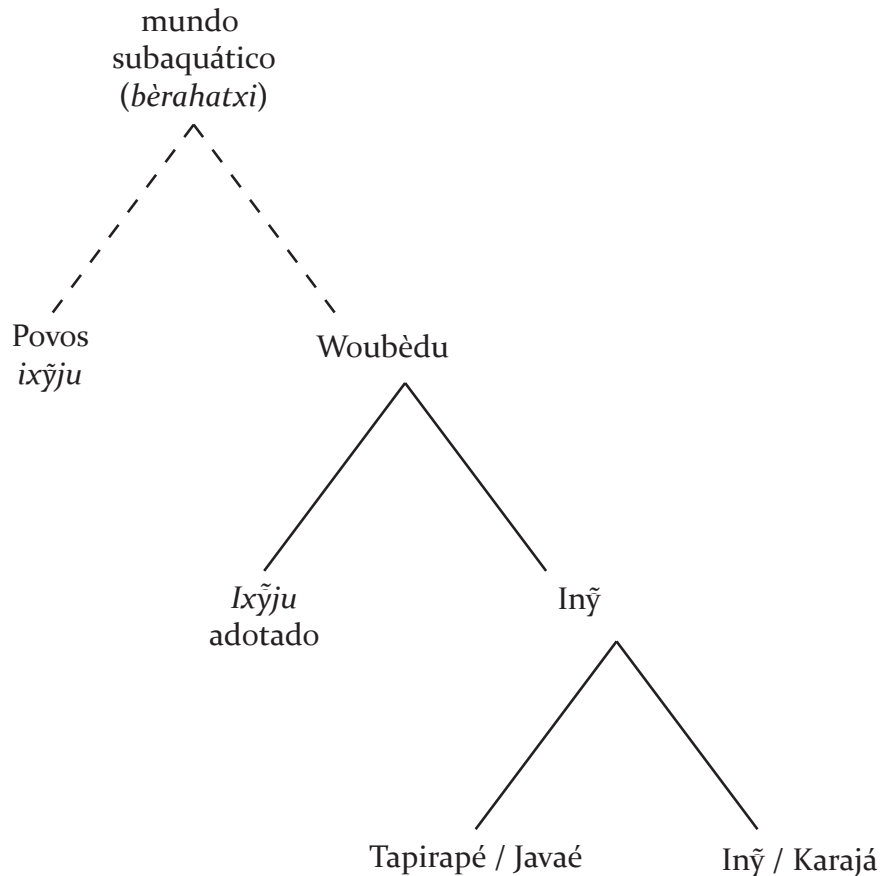 mundo
subaquático
(bèrahatxi)
Povos
ixỹju
Woubèdu
Ixỹju
adotado
Inỹ
Tapirapé / Javaé
Inỹ / Karajá